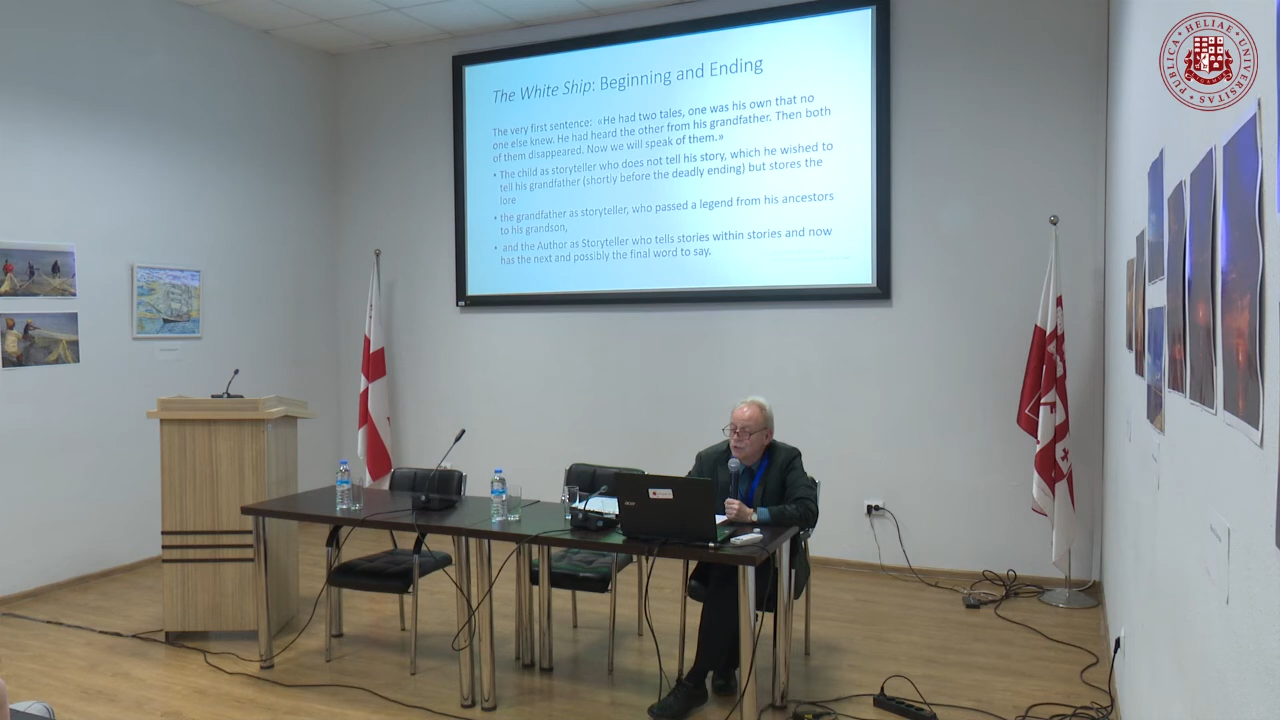 The White Ship: Beginning and Ending
The very first sentence: «He had two tales, one was his own that no
one else knew. He had heard the other from his grandfather. Then both
of them disappeared. Now we will speak of them.»
• The child as storyteller who does not tell his story, which he wished to
tell his grandfather (shortly before the deadly ending) but stores the
lore
• the grandfather as storyteller, who passed a legend from his ancestors
to his grandson,
• and the Author as Storyteller who tells stories within stories and now
has the next and possibly the final word to say.
PUBLICA HELIAE UNIVERSITAS
acer